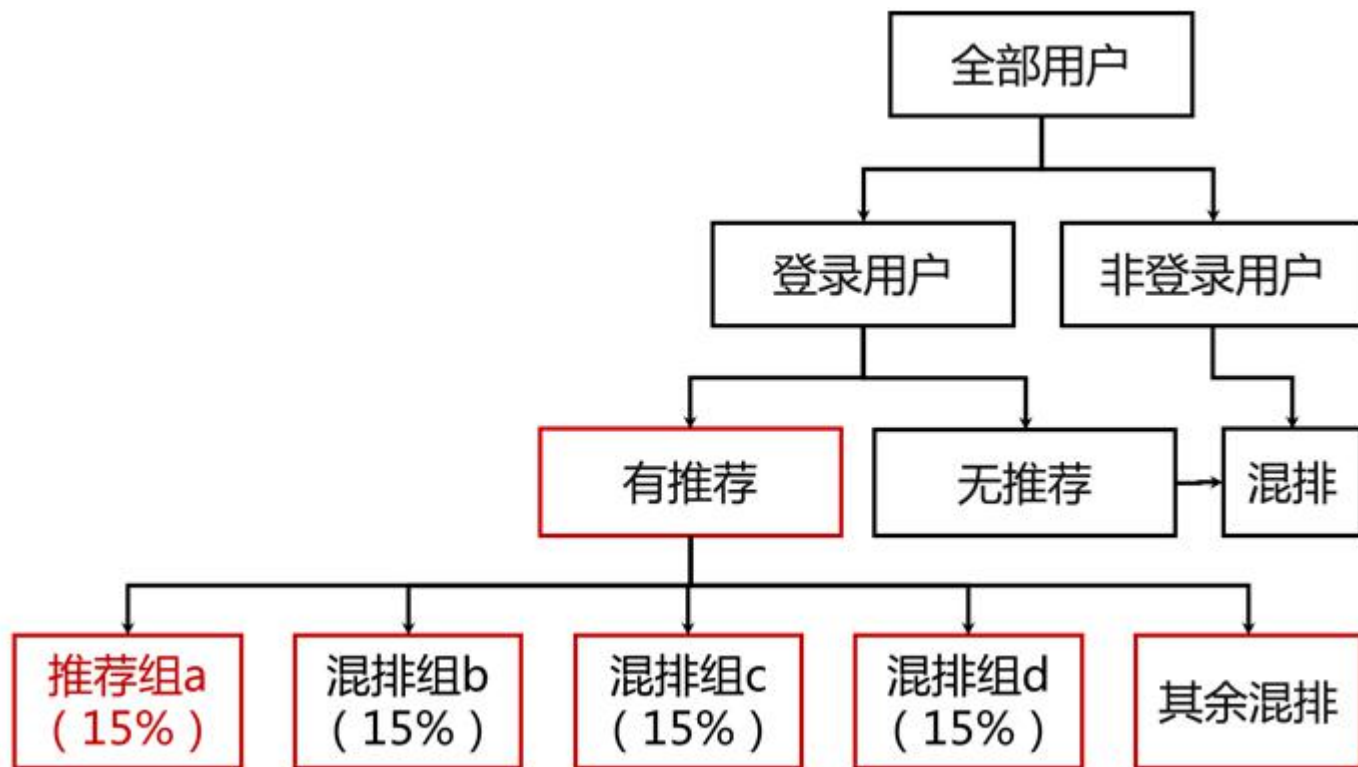 全部用户
登录用户
非登录用户
有推荐
无推荐
混排
推荐组a
（15%）
混排组b
（15%）
混排组c
（15%）
混排组d
（15%）
其余混排